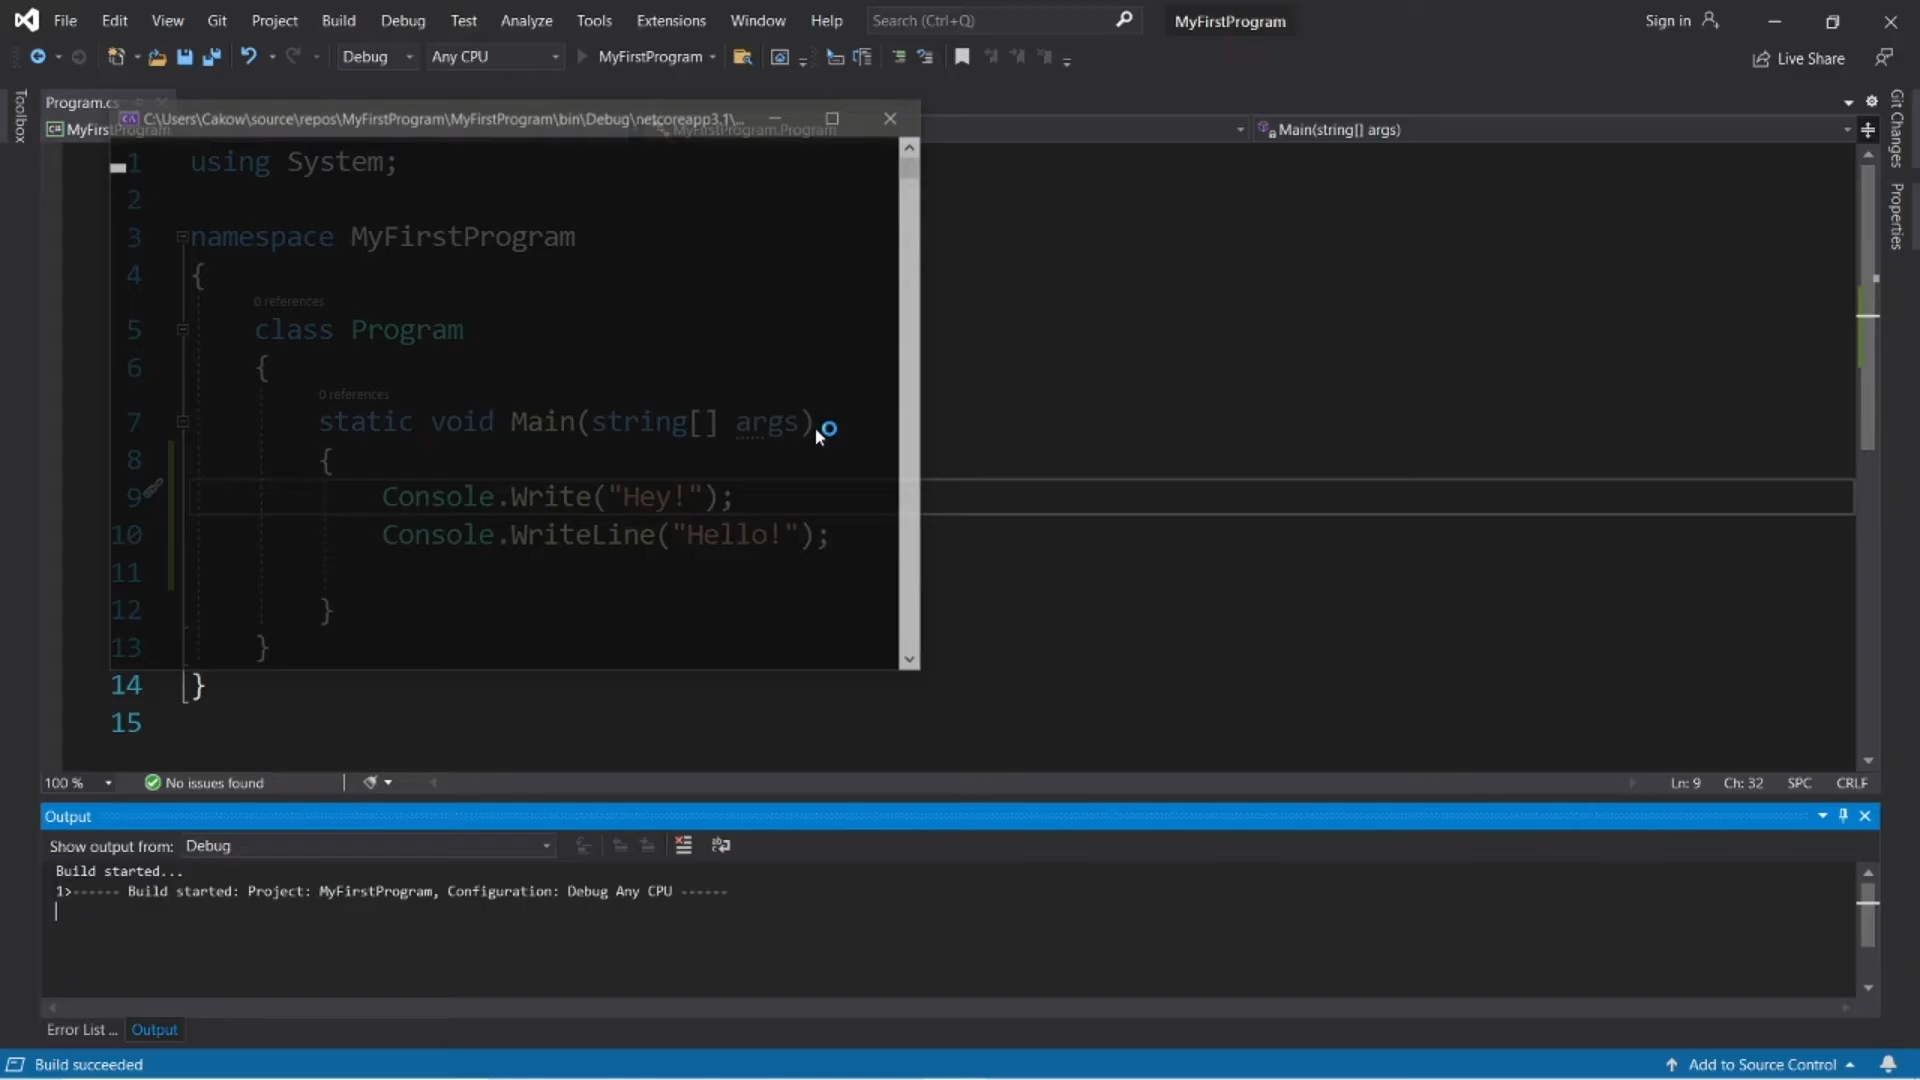 File Edit View Git Project Build Debug Test Analyze Tools Extensions Window Help Search (Ctrl+Q) MyFirstProgram Sign in
Debug Any CPU MyFirstProgram Live Share
Toolbox
Program.cs
C:\Users\Cakow\source\repos\MyFirstProgram\MyFirstProgram\bin\Debug\netcoreapp3.1\...
MyFirstProgram MyFirstProgram.Program Main(string[] args)
Git Changes
Properties
1 using System;
2
3 namespace MyFirstProgram
4 {
0 references
5 class Program
6 {
0 references
7 static void Main(string[] args)
8 {
9 Console.Write("Hey!");
10 Console.WriteLine("Hello!");
11
12 }
13 }
14 }
15
100 % No issues found Ln: 9 Ch: 32 SPC CRLF
Output
Show output from: Debug
Build started...
1>------ Build started: Project: MyFirstProgram, Configuration: Debug Any CPU ------
Error List ... Output
Build succeeded Add to Source Control